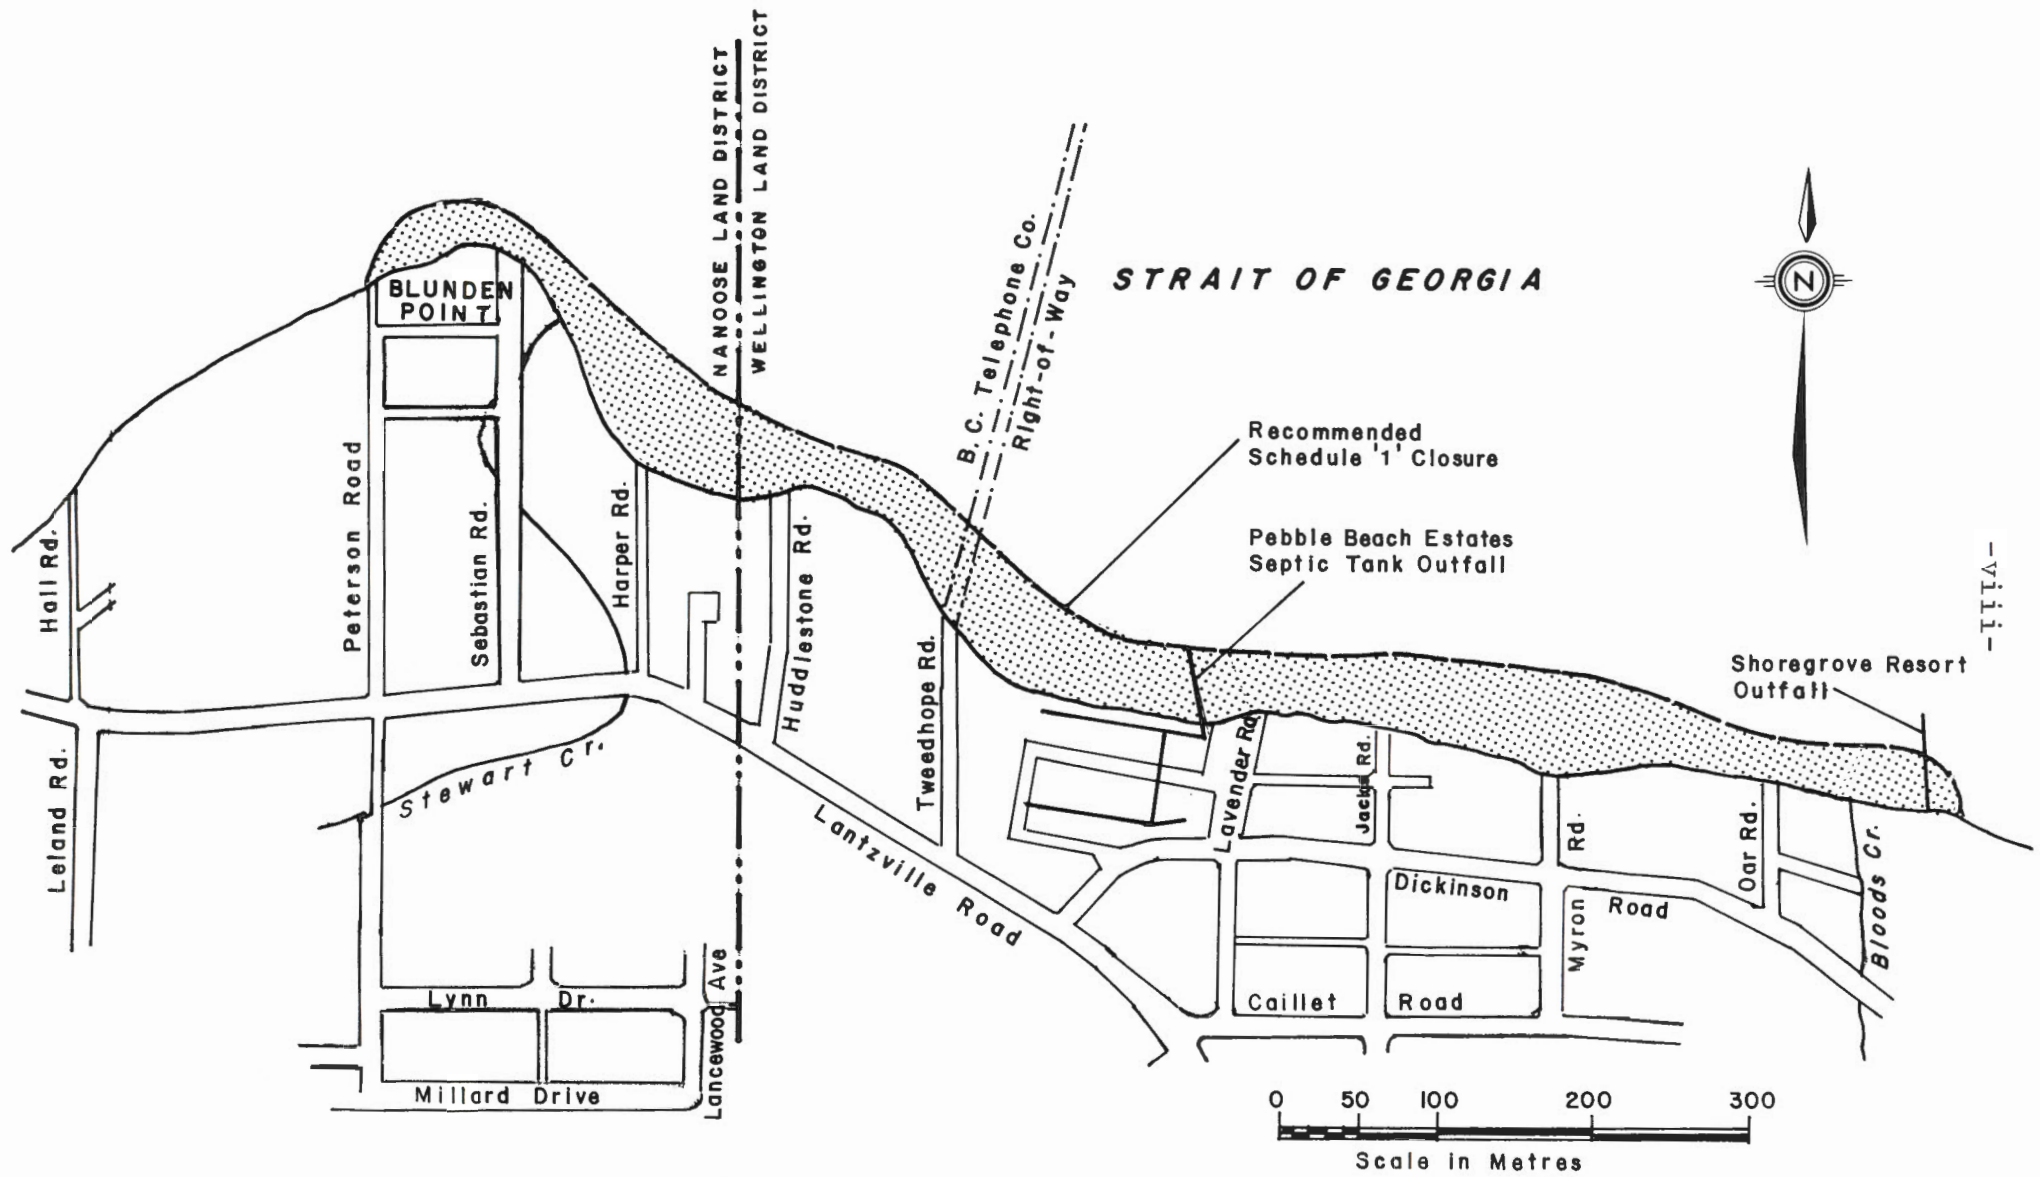 NANOOSE LAND DISTRICT
WELLINGTON LAND DISTRICT
B.C. Telephone Co.
Right-of-Way
STRAIT OF GEORGIA
N
BLUNDEN
POINT
Recommended
Schedule '1' Closure
Pebble Beach Estates
Septic Tank Outfall
-viii-
Shoregrove Resort
Outfall
Hall Rd.
Peterson Road
Sebastian Rd.
Harper Rd.
Huddlestone Rd.
Tweedhope Rd.
Lavender Rd.
Jack Rd.
Rd.
Myron
Oar Rd.
Bloods Cr.
Leland Rd.
Stewart Cr.
Lantzville Road
Dickinson
Road
Lynn Dr.
Lancewood Ave
Caillet Road
Millard Drive
0 50 100 200 300
Scale in Metres